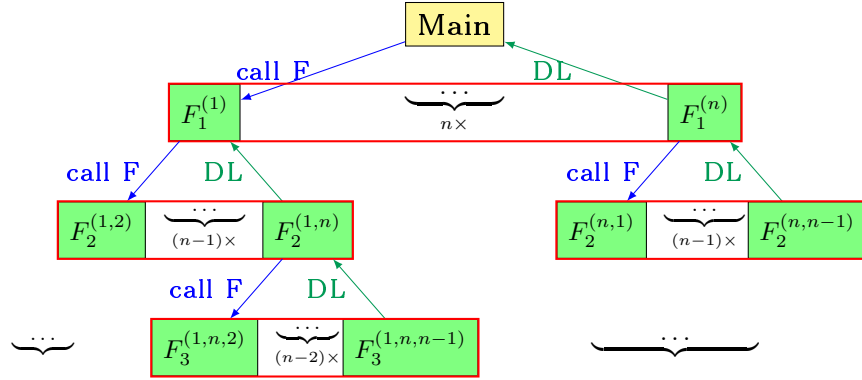 Main
call F DL
F_1^{(1)} ... F_1^{(n)}
n×
call F DL call F DL
F_2^{(1,2)} ... F_2^{(1,n)} F_2^{(n,1)} ... F_2^{(n,n−1)}
(n−1)× (n−1)×
call F DL
... F_3^{(1,n,2)} ... F_3^{(1,n,n−1)} ...
(n−2)×